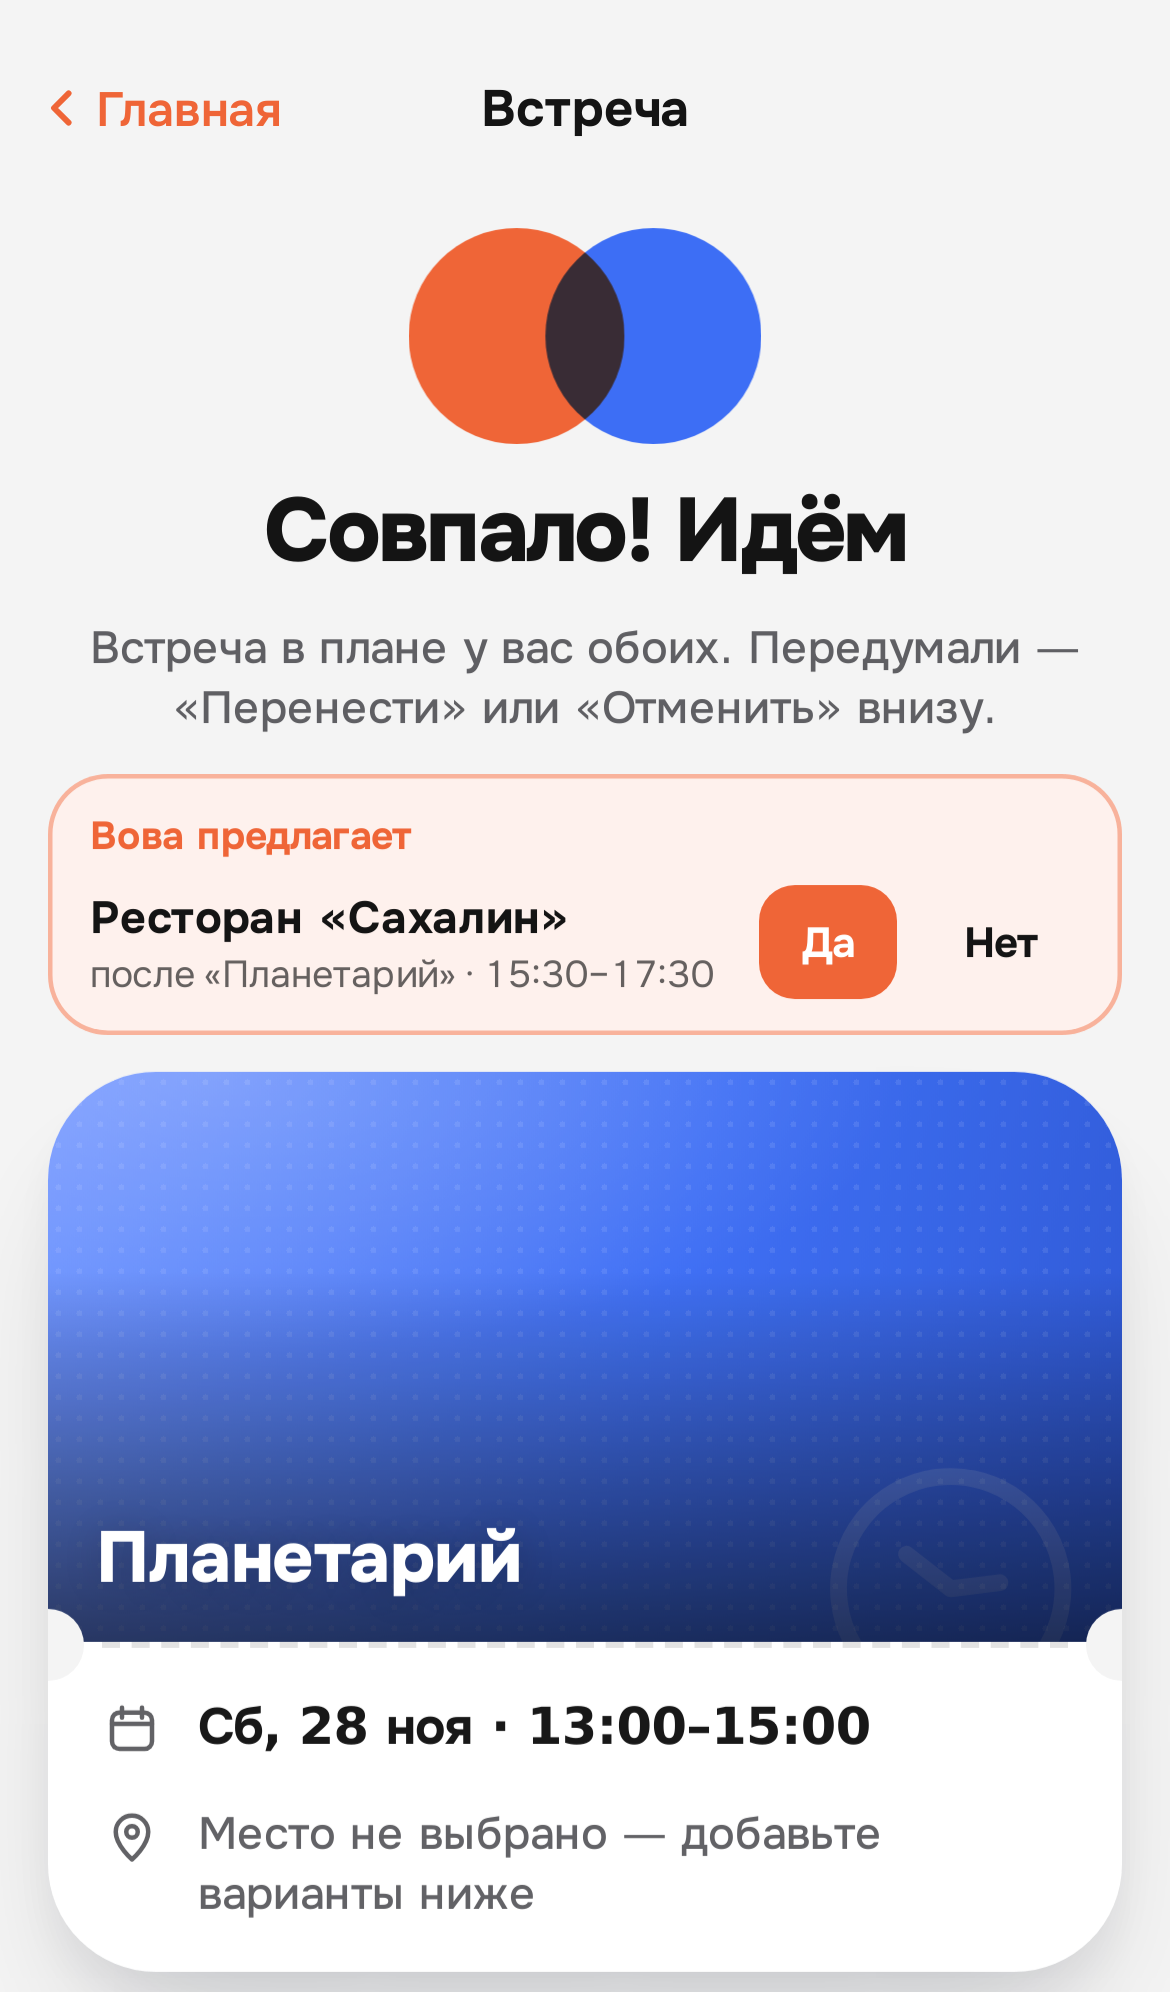 Главная
Встреча
Совпало! Идём
Встреча в плане у вас обоих. Передумали —
«Перенести» или «Отменить» внизу.
Вова предлагает
Ресторан «Сахалин»
после «Планетарий» · 15:30–17:30
Да
Нет
Планетарий
Сб, 28 ноя · 13:00–15:00
Место не выбрано — добавьте
варианты ниже